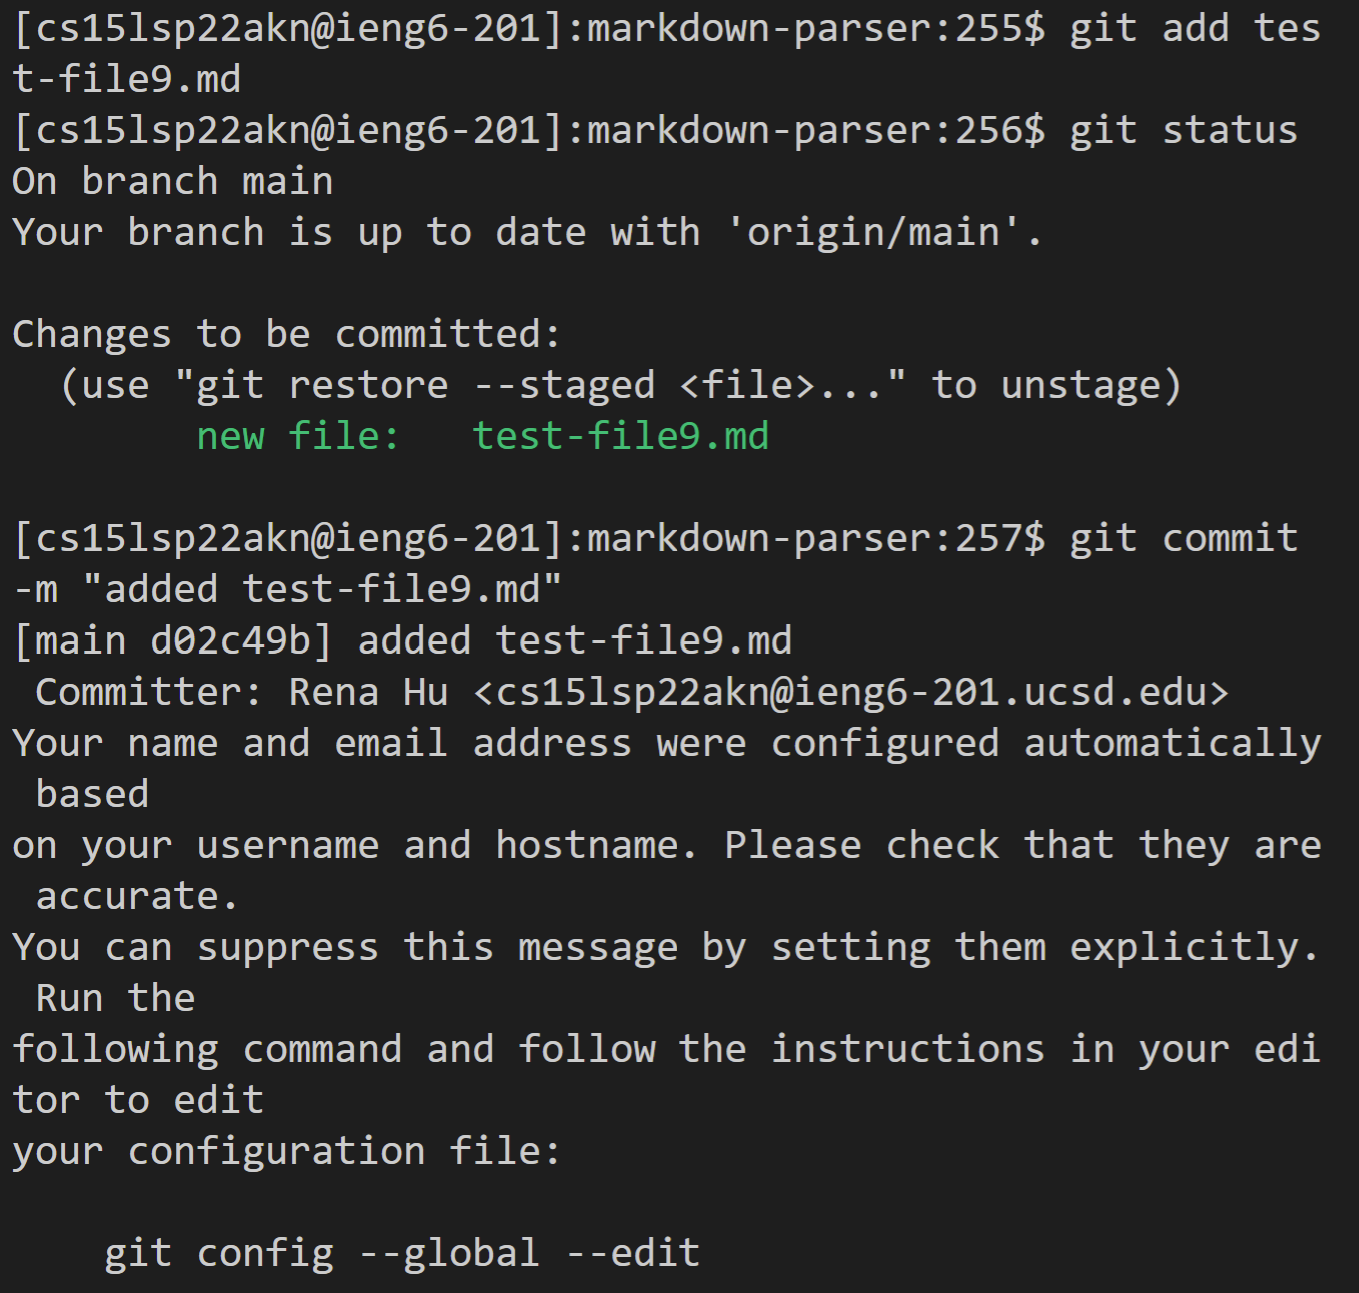 [cs15lsp22akn@ieng6-201]:markdown-parser:255$ git add tes
t-file9.md
[cs15lsp22akn@ieng6-201]:markdown-parser:256$ git status
On branch main
Your branch is up to date with 'origin/main'.
Changes to be committed:
  (use "git restore --staged <file>..." to unstage)
        new file:   test-file9.md
[cs15lsp22akn@ieng6-201]:markdown-parser:257$ git commit
-m "added test-file9.md"
[main d02c49b] added test-file9.md
 Committer: Rena Hu <cs15lsp22akn@ieng6-201.ucsd.edu>
Your name and email address were configured automatically
 based
on your username and hostname. Please check that they are
 accurate.
You can suppress this message by setting them explicitly.
 Run the
following command and follow the instructions in your edi
tor to edit
your configuration file:
    git config --global --edit